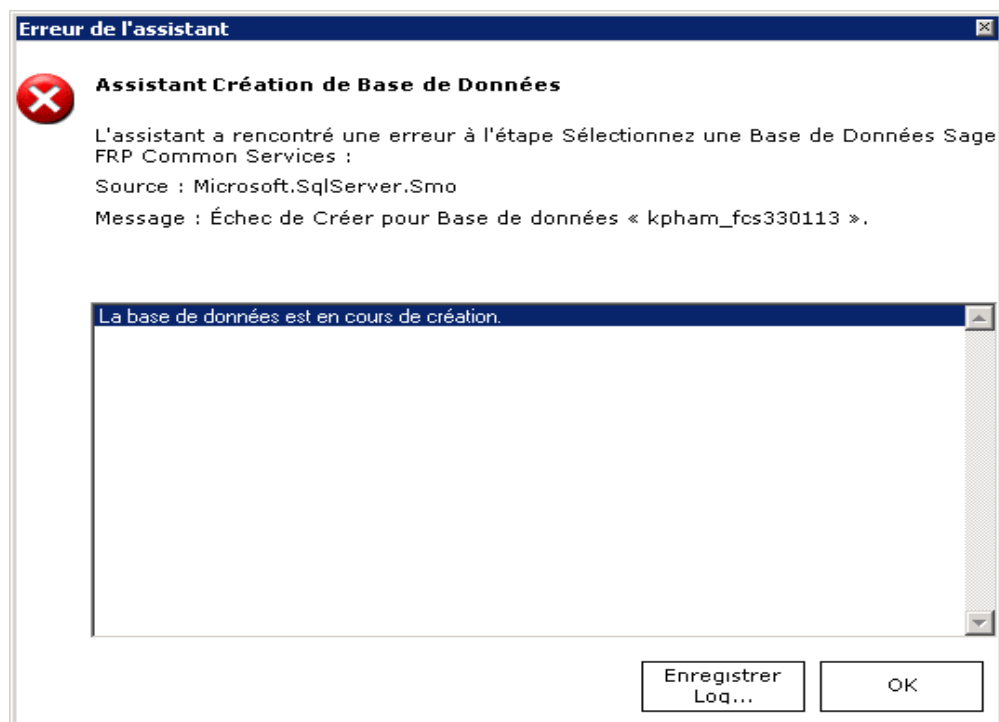 Erreur de l'assistant
Assistant Création de Base de Données
L'assistant a rencontré une erreur à l'étape Sélectionnez une Base de Données Sage
FRP Common Services :
Source : Microsoft.SqlServer.Smo
Message : Échec de Créer pour Base de données « kpham_fcs330113 ».
La base de données est en cours de création.
Enregistrer
Log...
OK